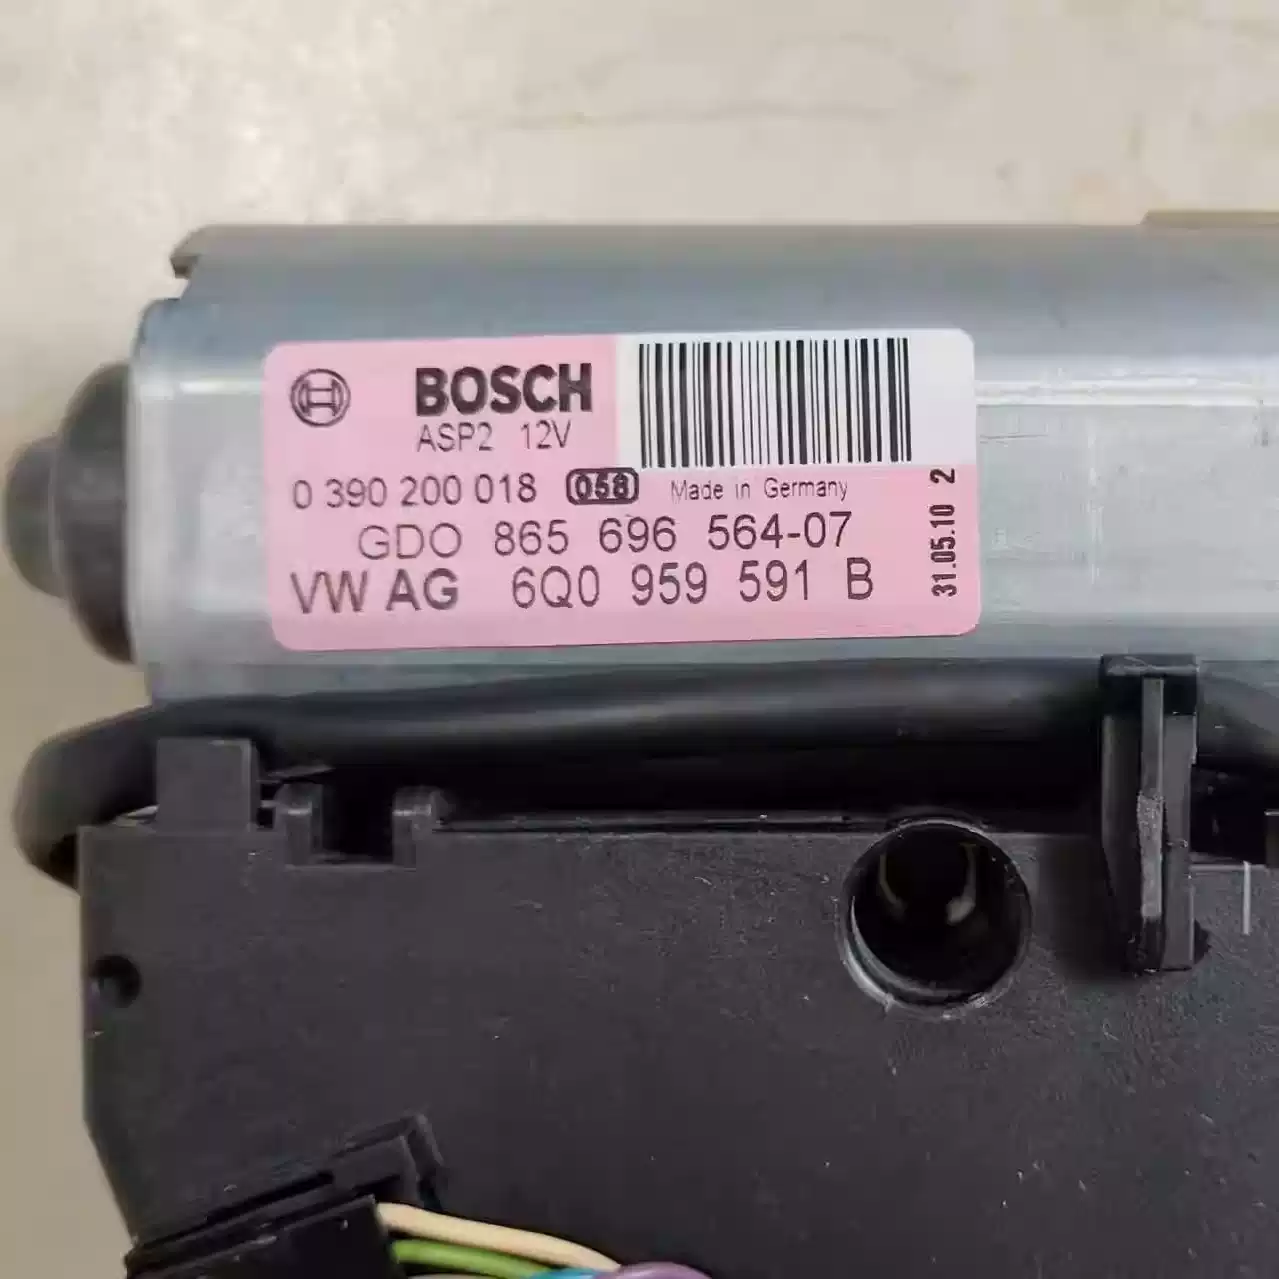 BOSCH
ASP2 12V
0 390 200 018 058 Made in Germany
GDO 865 696 564-07
VW AG 6Q0 959 591 B
31.05.10 2